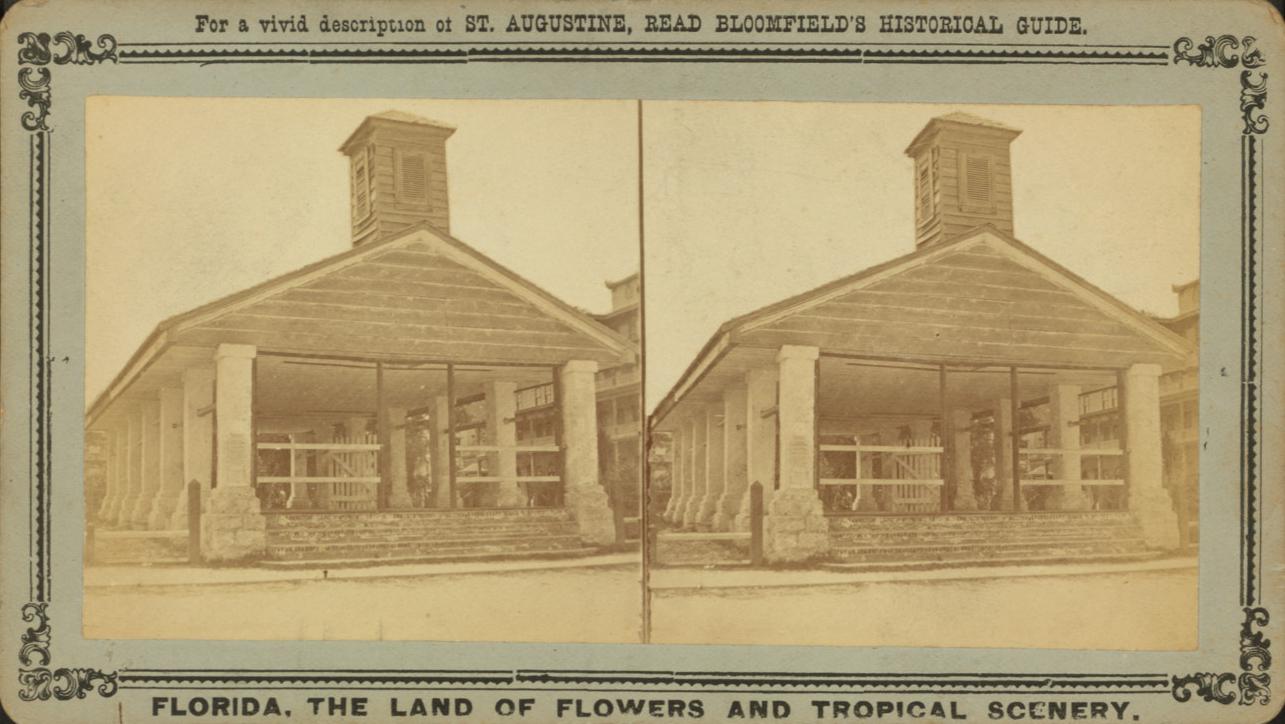 For a vivid description of ST. AUGUSTINE, READ BLOOMFIELD'S HISTORICAL GUIDE.
FLORIDA, THE LAND OF FLOWERS AND TROPICAL SCENERY.